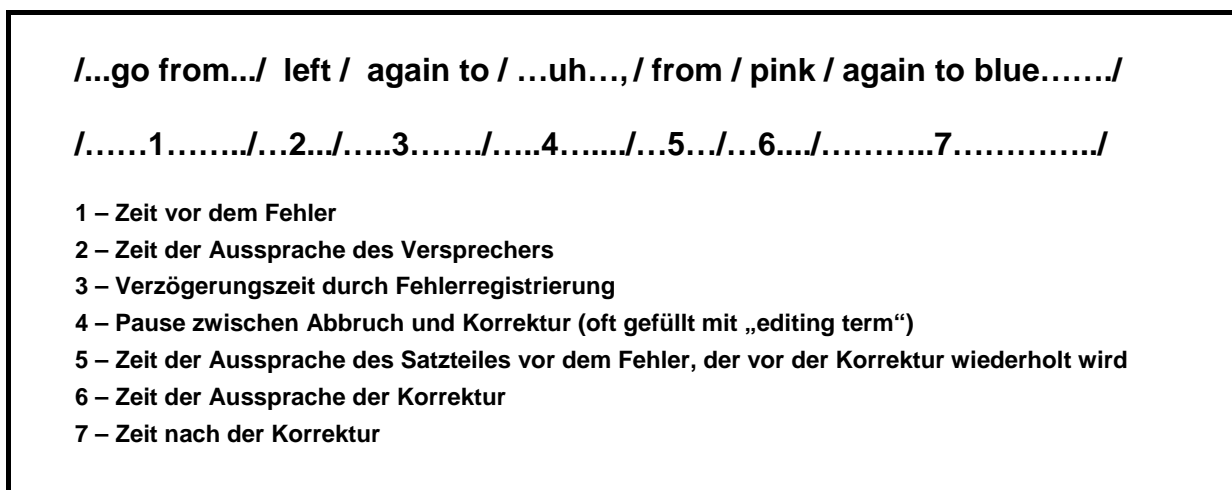 /...go from.../ left / again to / …uh…, / from / pink / again to blue……./
/……1……../…2.../…..3……./…..4….../…5…/…6..../………..7…………../
1 – Zeit vor dem Fehler
2 – Zeit der Aussprache des Versprechers
3 – Verzögerungszeit durch Fehlerregistrierung
4 – Pause zwischen Abbruch und Korrektur (oft gefüllt mit „editing term“)
5 – Zeit der Aussprache des Satzteiles vor dem Fehler, der vor der Korrektur wiederholt wird
6 – Zeit der Aussprache der Korrektur
7 – Zeit nach der Korrektur